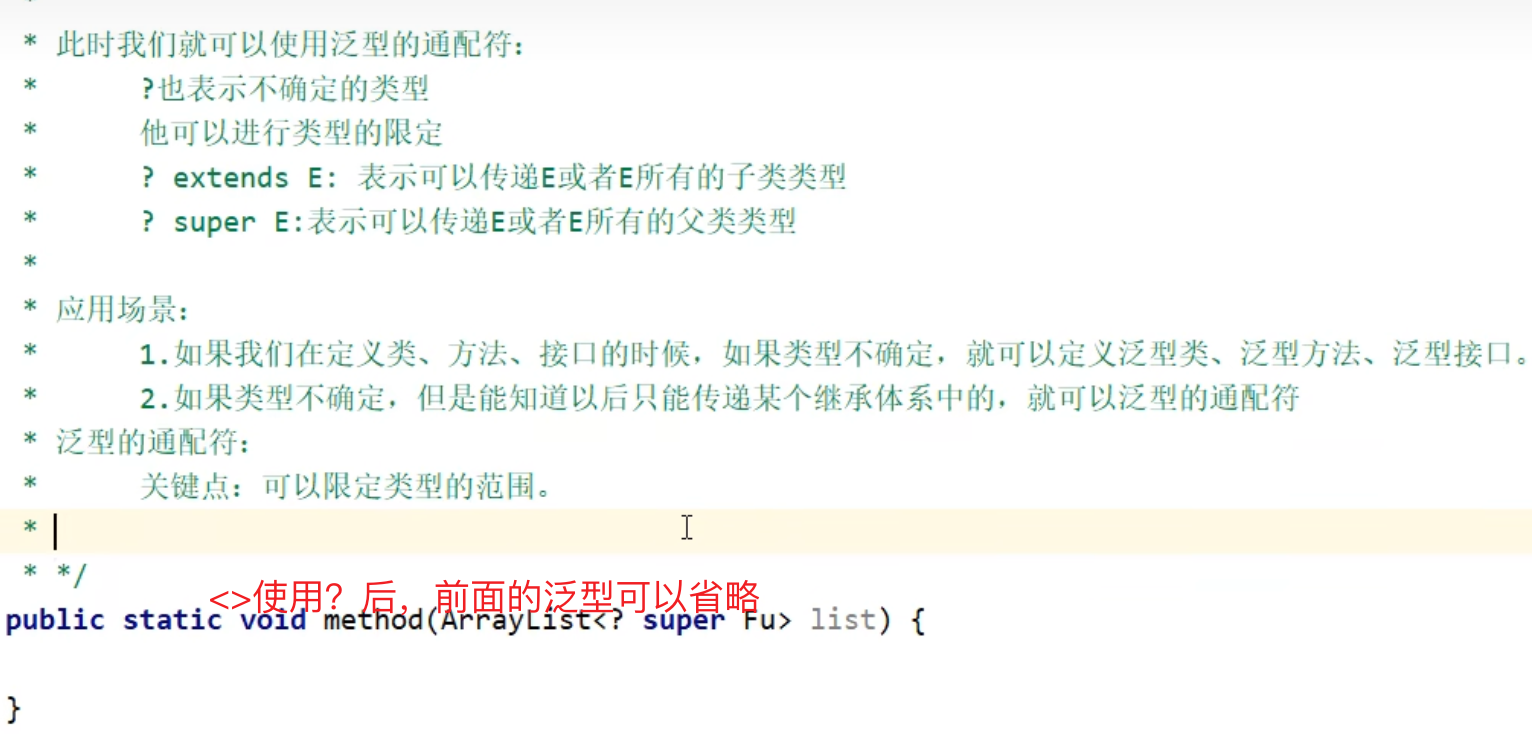 *
* 此时我们就可以使用泛型的通配符:
* ?也表示不确定的类型
* 他可以进行类型的限定
* ? extends E: 表示可以传递E或者E所有的子类类型
* ? super E:表示可以传递E或者E所有的父类类型
*
* 应用场景:
* 1.如果我们在定义类、方法、接口的时候，如果类型不确定，就可以定义泛型类、泛型方法、泛型接口。
* 2.如果类型不确定，但是能知道以后只能传递某个继承体系中的，就可以泛型的通配符
* 泛型的通配符:
* 关键点: 可以限定类型的范围。
*
* */
<>使用？后，前面的泛型可以省略
public static void method(ArrayList<? super Fu> list) {
}